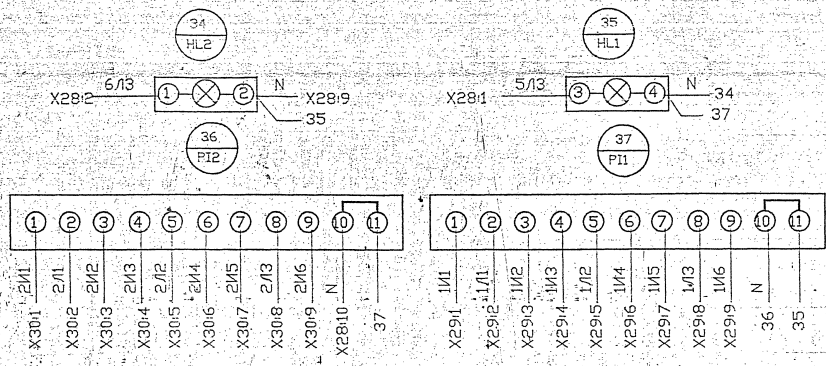 34
HL2
35
HL1
6Л3
N
X28:2
1
2
X28:9
35
5Л3
N
X28:1
3
4
34
37
36
PI2
37
PI1
1 2 3 4 5 6 7 8 9 10 11
1 2 3 4 5 6 7 8 9 10 11
2И1
2Л1
2И2
2И3
2Л2
2И4
2И5
2Л3
2И6
N
X30:1
X30:2
X30:3
X30:4
X30:5
X30:6
X30:7
X30:8
X30:9
X28:10
37
1И1
1Л1
1И2
1И3
1Л2
1И4
1И5
1Л3
1И6
N
X29:1
X29:2
X29:3
X29:4
X29:5
X29:6
X29:7
X29:8
X29:9
36
35